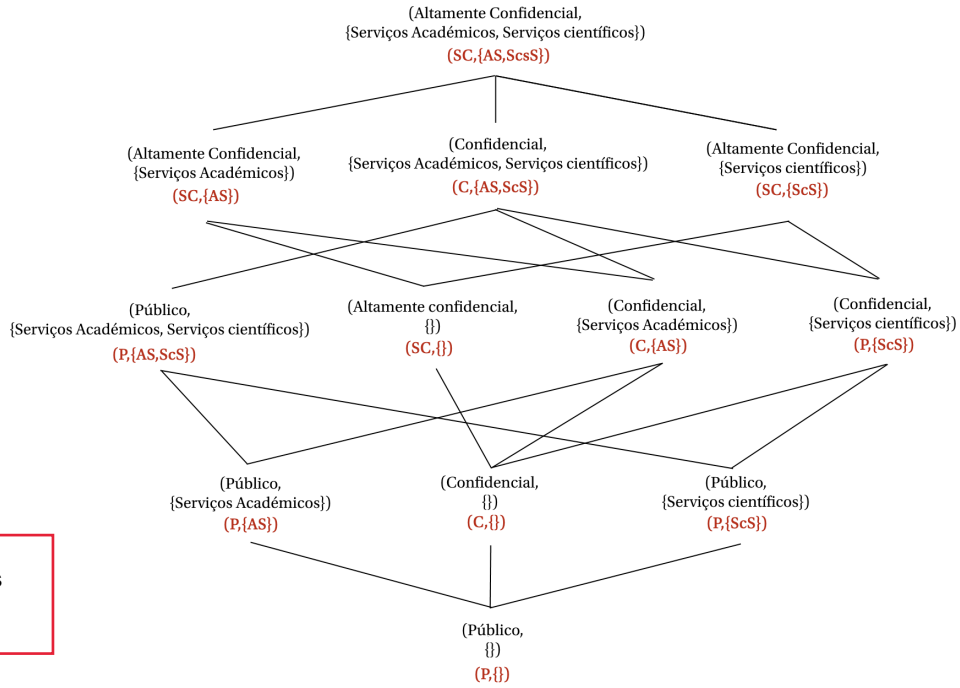 (Altamente Confidencial,
{Serviços Académicos, Serviços científicos})
(SC,{AS,ScsS})
(Altamente Confidencial,
{Serviços Académicos})
(SC,{AS})
(Confidencial,
{Serviços Académicos, Serviços científicos})
(C,{AS,ScS})
(Altamente Confidencial,
{Serviços científicos})
(SC,{ScS})
(Público,
{Serviços Académicos, Serviços científicos})
(P,{AS,ScS})
(Altamente confidencial,
{})
(SC,{})
(Confidencial,
{Serviços Académicos})
(C,{AS})
(Confidencial,
{Serviços científicos})
(P,{ScS})
(Público,
{Serviços Académicos})
(P,{AS})
(Confidencial,
{})
(C,{})
(Público,
{Serviços científicos})
(P,{ScS})
(Público,
{})
(P,{})